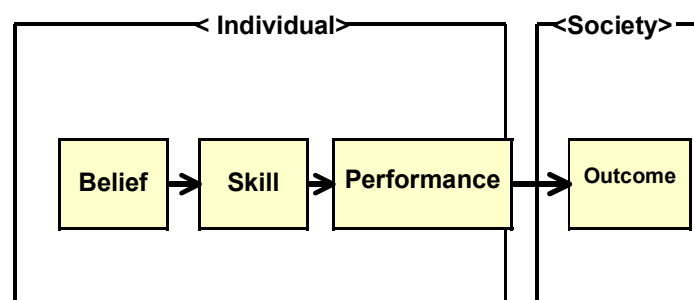 < Individual>
<Society>
Belief
Skill
Performance
Outcome